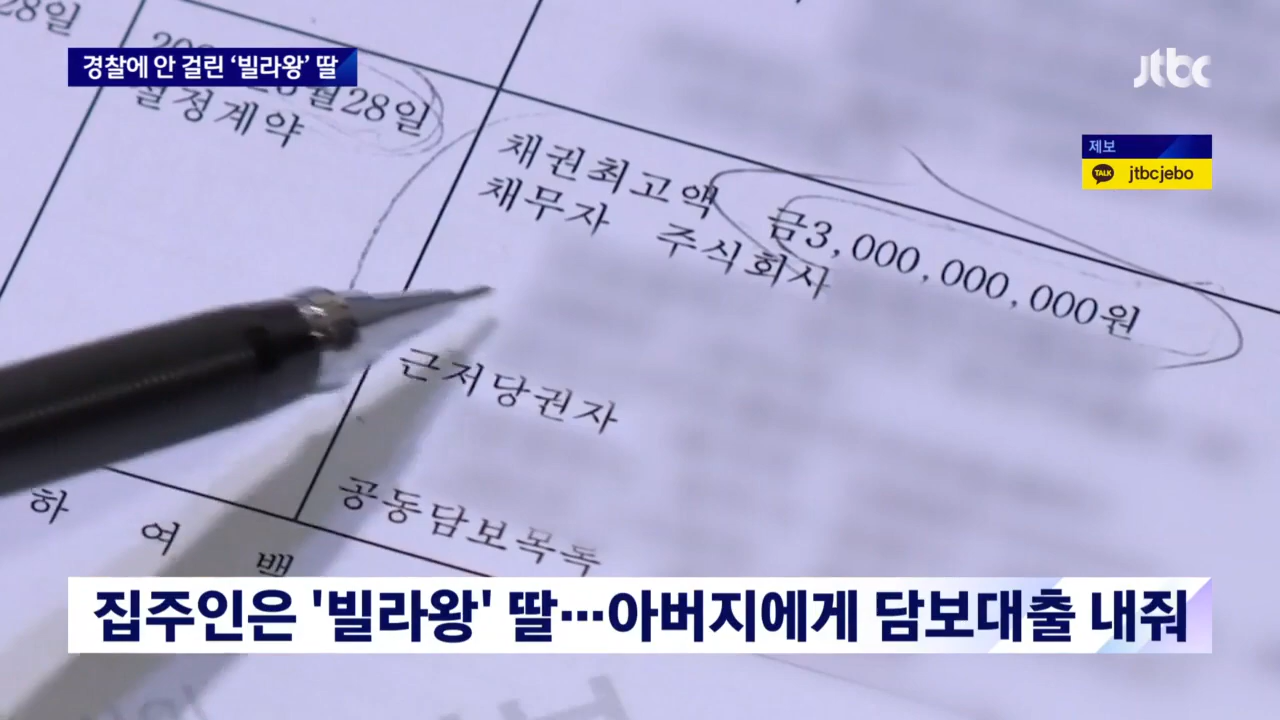 경찰에 안 걸린 ‘빌라왕’ 딸
jtbc
제보
TALK jtbcjebo
28일
월28일
설정계약
채권최고액 금3,000,000,000원
채무자 주식회사
근저당권자
공동담보목록
하 여 백
집주인은 '빌라왕' 딸…아버지에게 담보대출 내줘